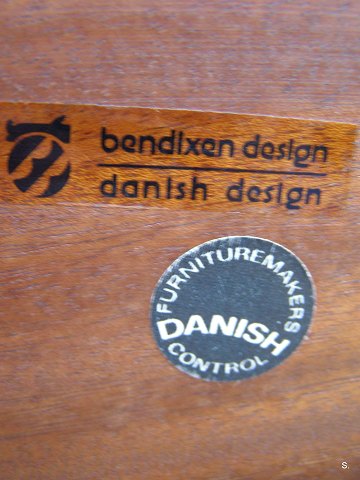 bendixen design
danish design
FURNITUREMAKERS
DANISH
CONTROL
S.